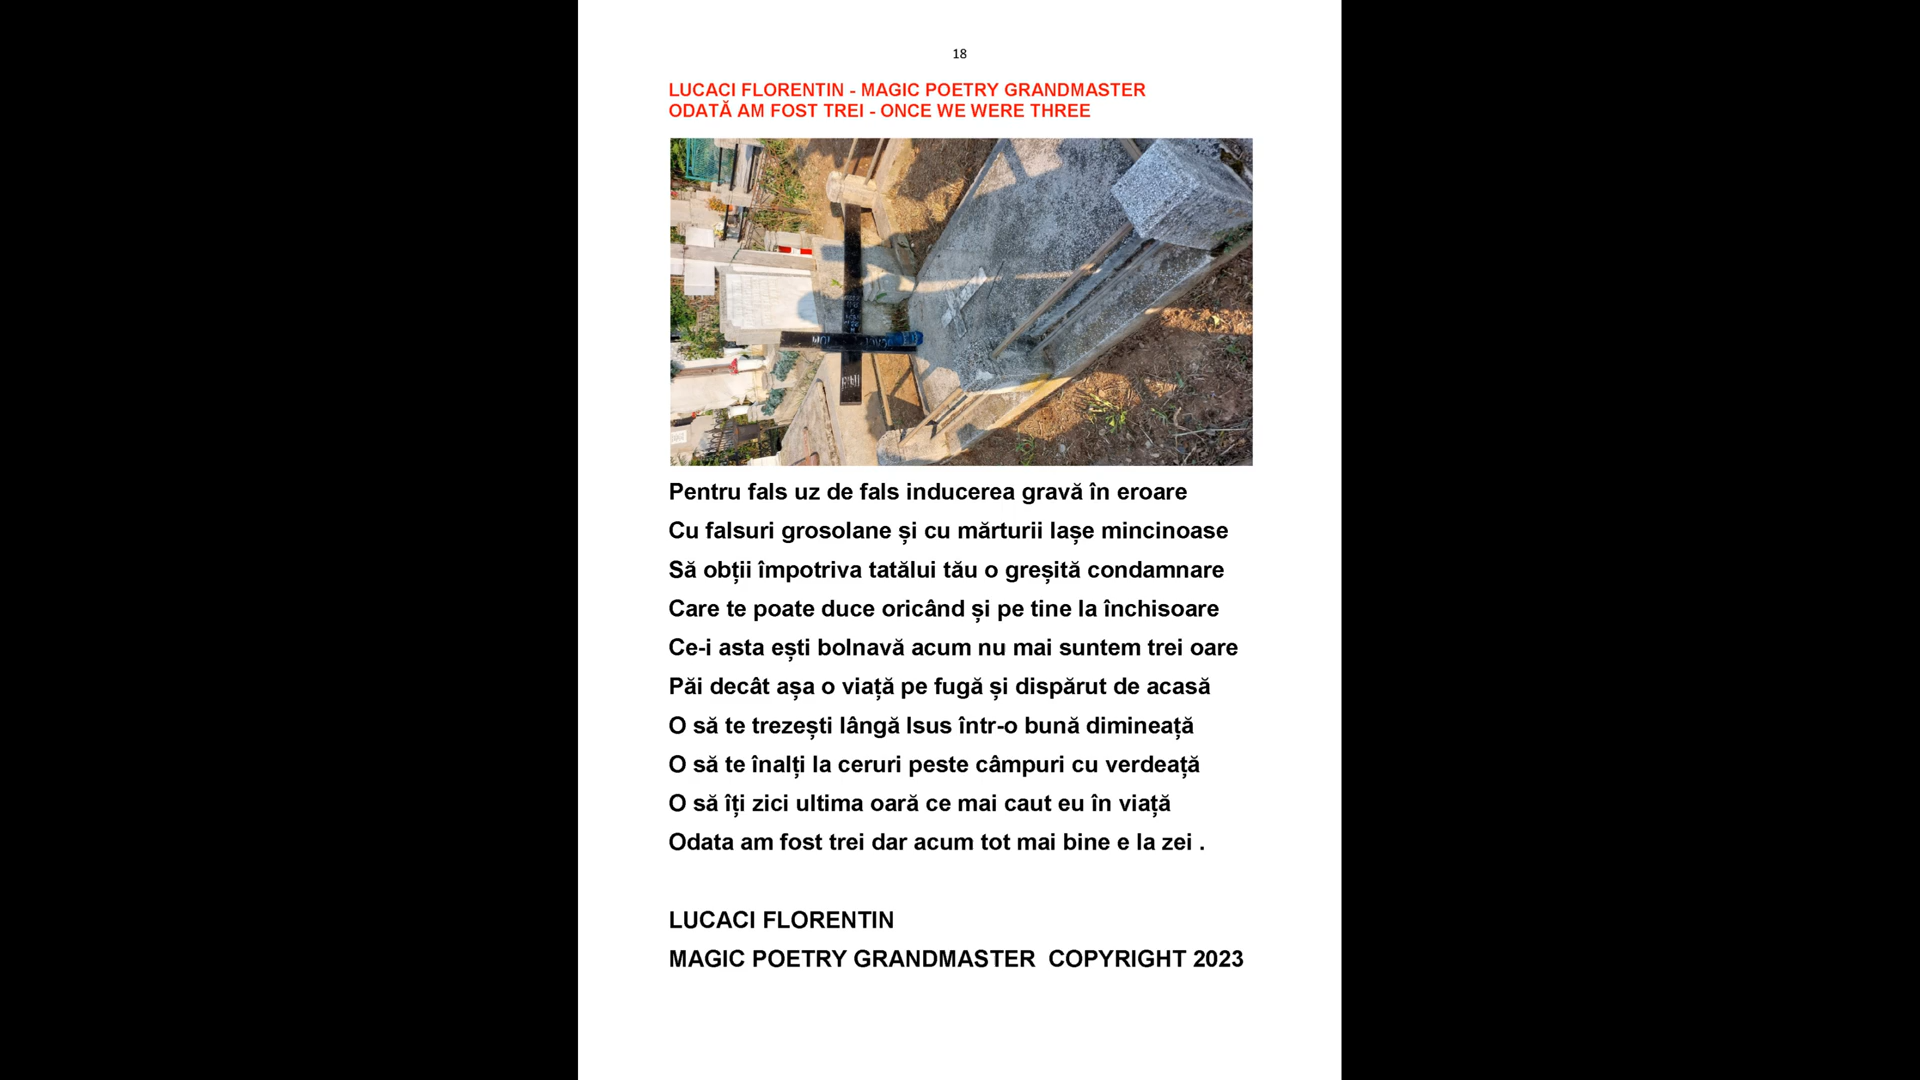 18
LUCACI FLORENTIN - MAGIC POETRY GRANDMASTER
ODATĂ AM FOST TREI - ONCE WE WERE THREE
Pentru fals uz de fals inducerea gravă în eroare
Cu falsuri grosolane și cu mărturii lașe mincinoase
Să obții împotriva tatălui tău o greșită condamnare
Care te poate duce oricând și pe tine la închisoare
Ce-i asta ești bolnavă acum nu mai suntem trei oare
Păi decât așa o viață pe fugă și dispărut de acasă
O să te trezești lângă Isus într-o bună dimineață
O să te înalți la ceruri peste câmpuri cu verdeață
O să îți zici ultima oară ce mai caut eu în viață
Odata am fost trei dar acum tot mai bine e la zei .
LUCACI FLORENTIN
MAGIC POETRY GRANDMASTER COPYRIGHT 2023